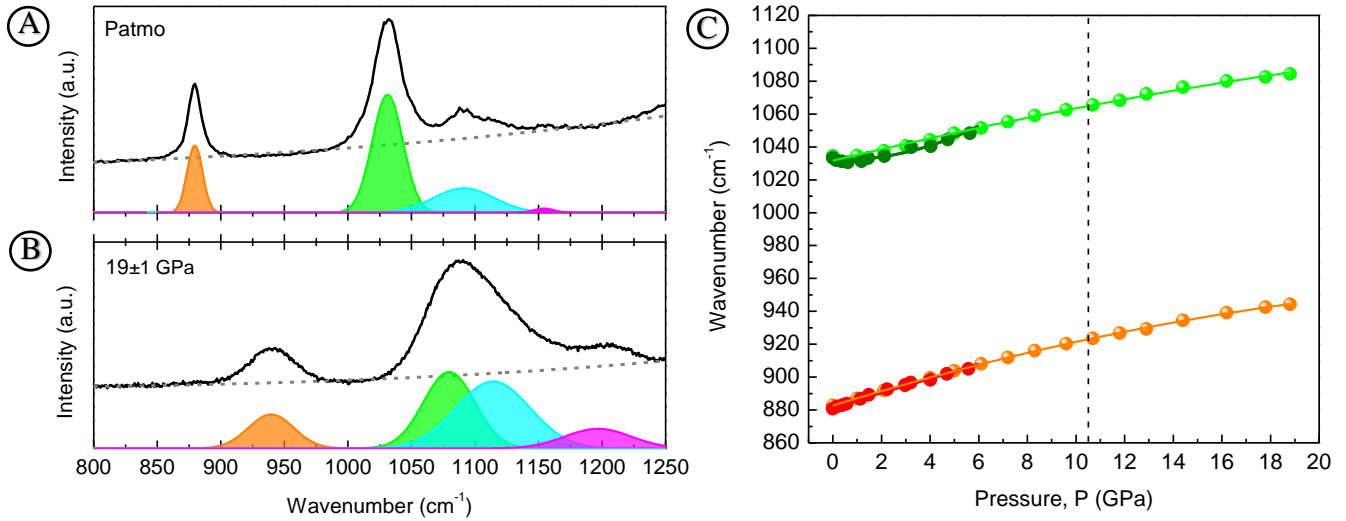 A
Patmo
Intensity (a.u.)
B
19±1 GPa
Intensity (a.u.)
800 850 900 950 1000 1050 1100 1150 1200 1250
Wavenumber (cm⁻¹)
C
1120
1100
1080
1060
1040
1020
1000
980
960
940
920
900
880
860
Wavenumber (cm⁻¹)
0 2 4 6 8 10 12 14 16 18 20
Pressure, P (GPa)